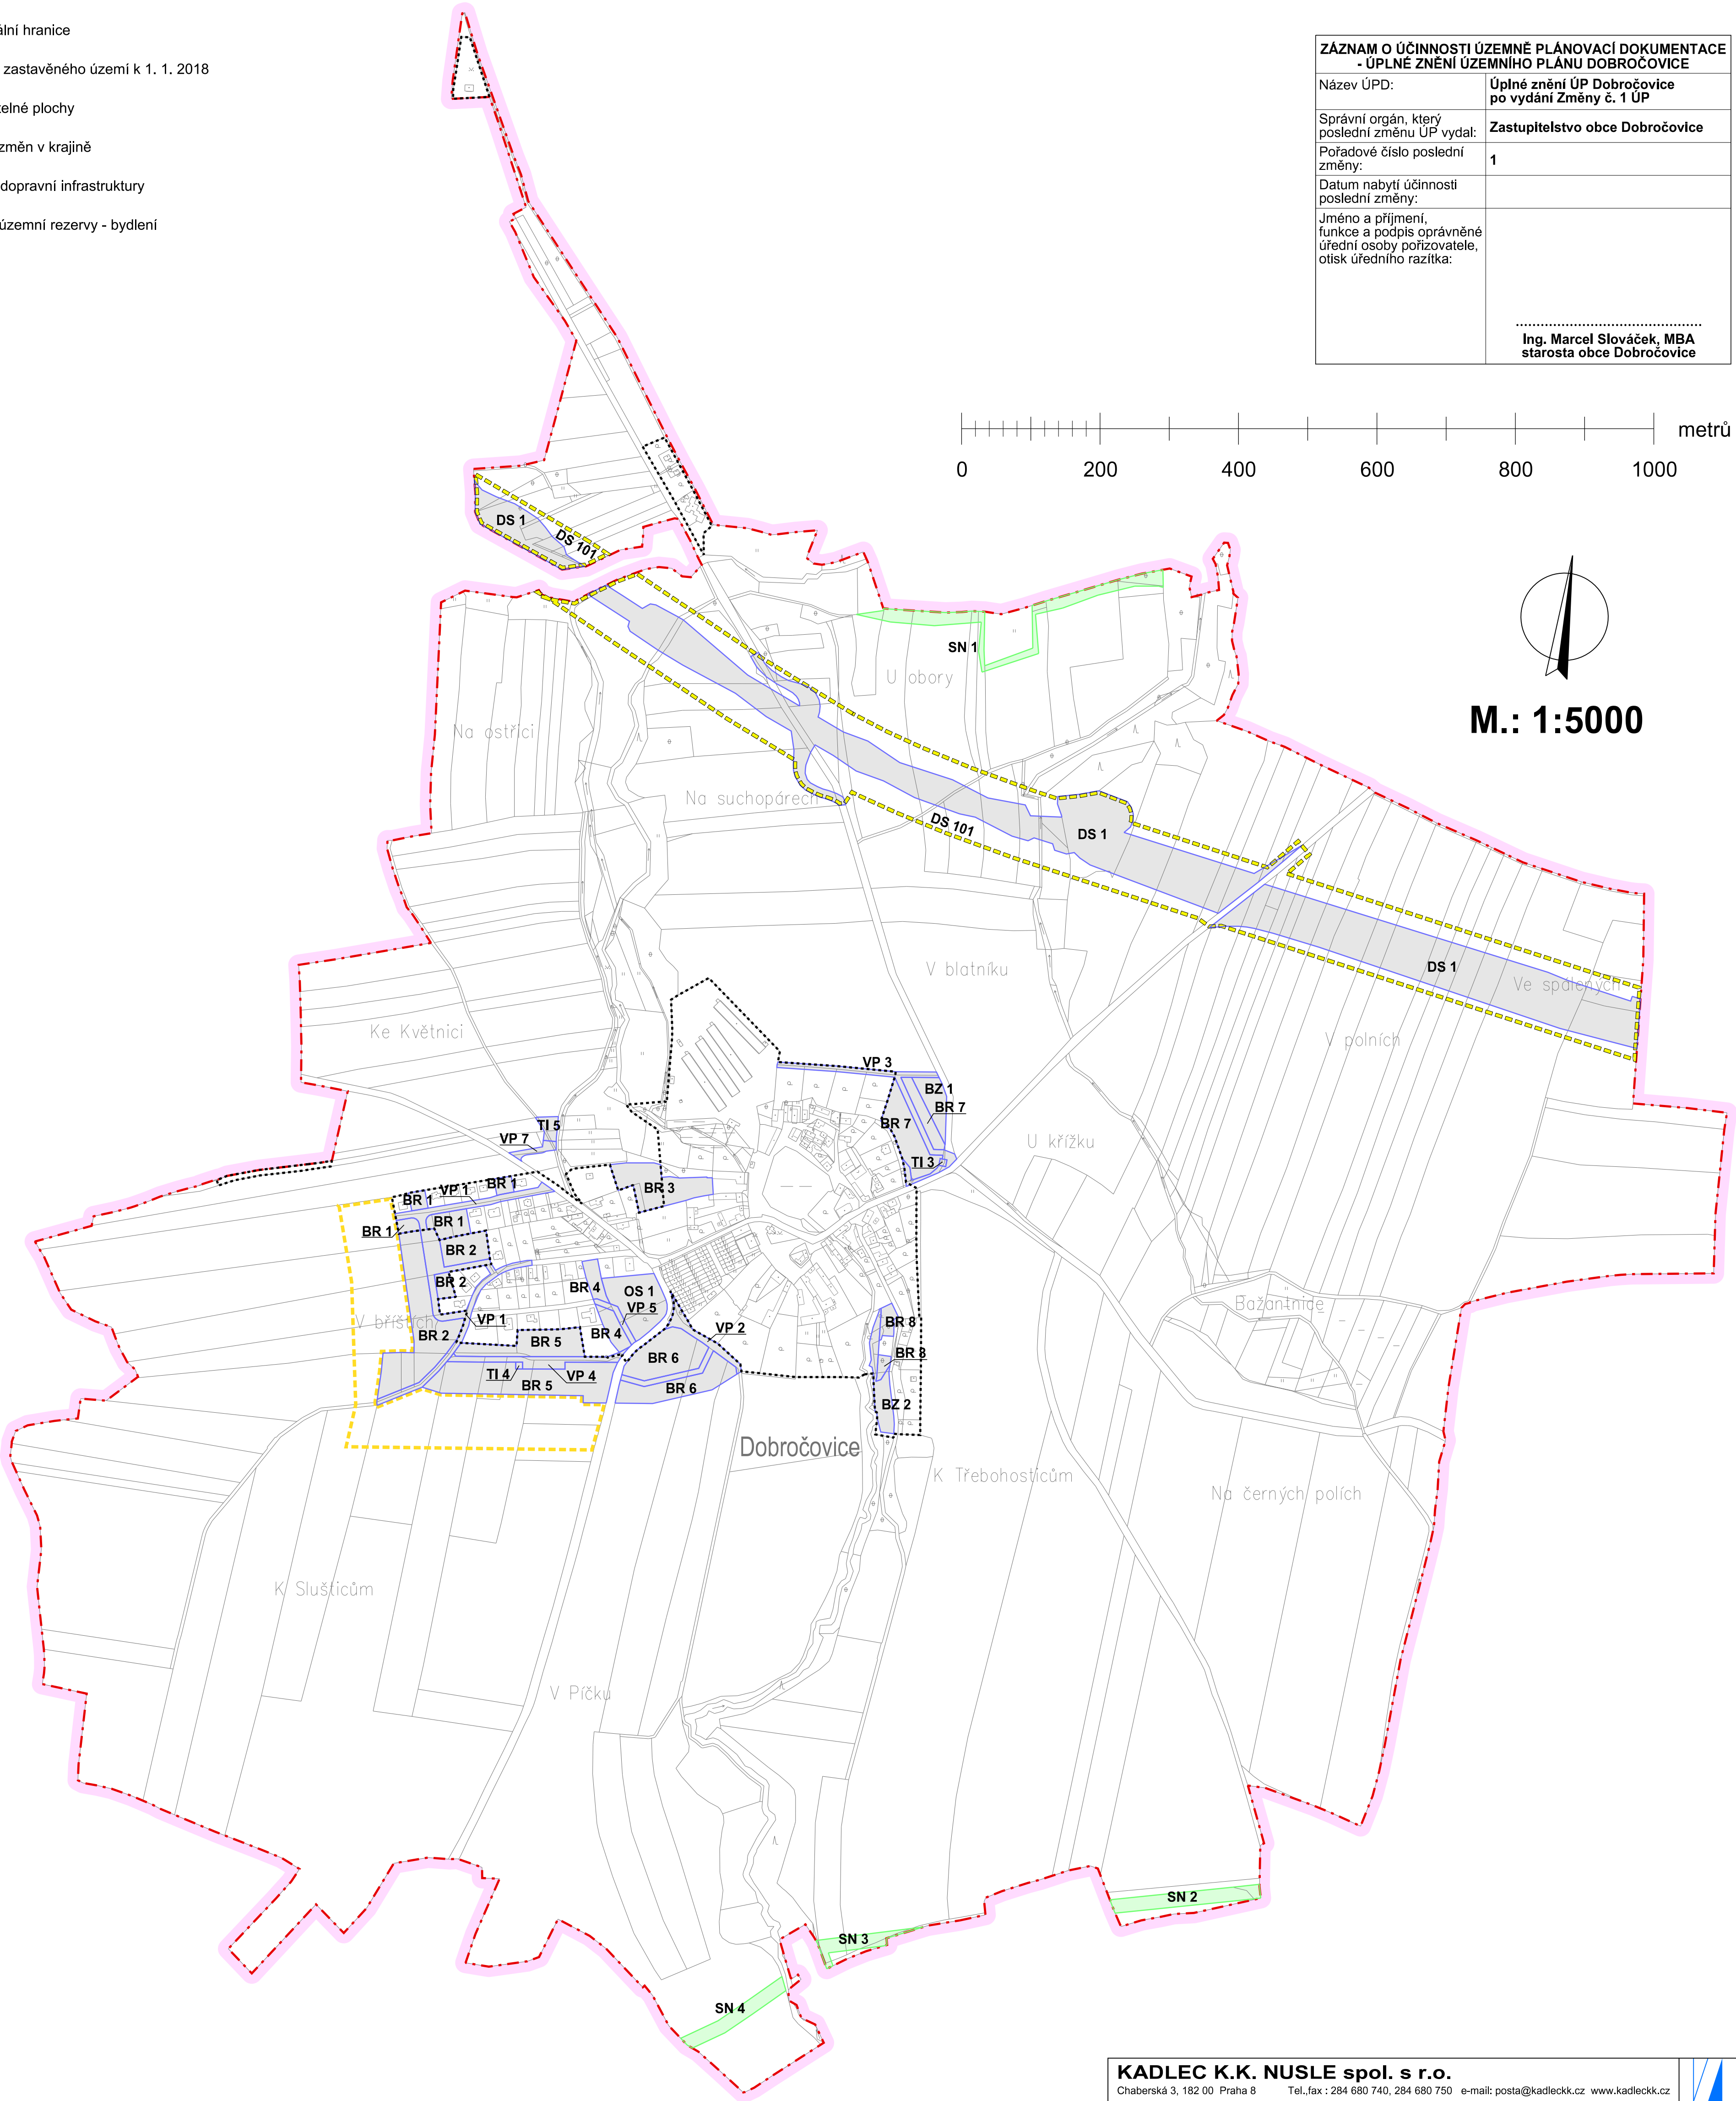 ální hranice
zastavěného území k 1. 1. 2018
telné plochy
změn v krajině
dopravní infrastruktury
územní rezervy - bydlení
ZÁZNAM O ÚČINNOSTI ÚZEMNĚ PLÁNOVACÍ DOKUMENTACE
- ÚPLNÉ ZNĚNÍ ÚZEMNÍHO PLÁNU DOBROČOVICE
Název ÚPD:
Úplné znění ÚP Dobročovice
po vydání Změny č. 1 ÚP
Správní orgán, který
poslední změnu ÚP vydal:
Zastupitelstvo obce Dobročovice
Pořadové číslo poslední
změny:
1
Datum nabytí účinnosti
poslední změny:
Jméno a příjmení,
funkce a podpis oprávněné
úřední osoby pořizovatele,
otisk úředního razítka:
Ing. Marcel Slováček, MBA
starosta obce Dobročovice
metrů
0 200 400 600 800 1000
M.: 1:5000
DS 1
DS 101
SN 1
U obory
Na ostřici
Na suchopárech
DS 101
DS 1
V blatníku
DS 1
Ve spálených
Ke Květnici
V polních
VP 3
BZ 1
BR 7
BR 7
TI 5
VP 7
U křížku
TI 3
BR 3
BR 1
VP 1
BR 1
BR 1
BR 1
BR 2
BR 2
BR 4
OS 1
VP 5
Bažantnice
V bříštích
VP 1
BR 2
BR 5
BR 4
VP 2
BR 8
BR 6
BR 8
TI 4
VP 4
BR 5
BR 6
BZ 2
Dobročovice
K Třebohosticům
Na černých polích
K Slušticům
V Píčku
SN 2
SN 3
SN 4
KADLEC K.K. NUSLE spol. s r.o.
Chaberská 3, 182 00 Praha 8 Tel.,fax : 284 680 740, 284 680 750 e-mail: posta@kadleckk.cz www.kadleckk.cz